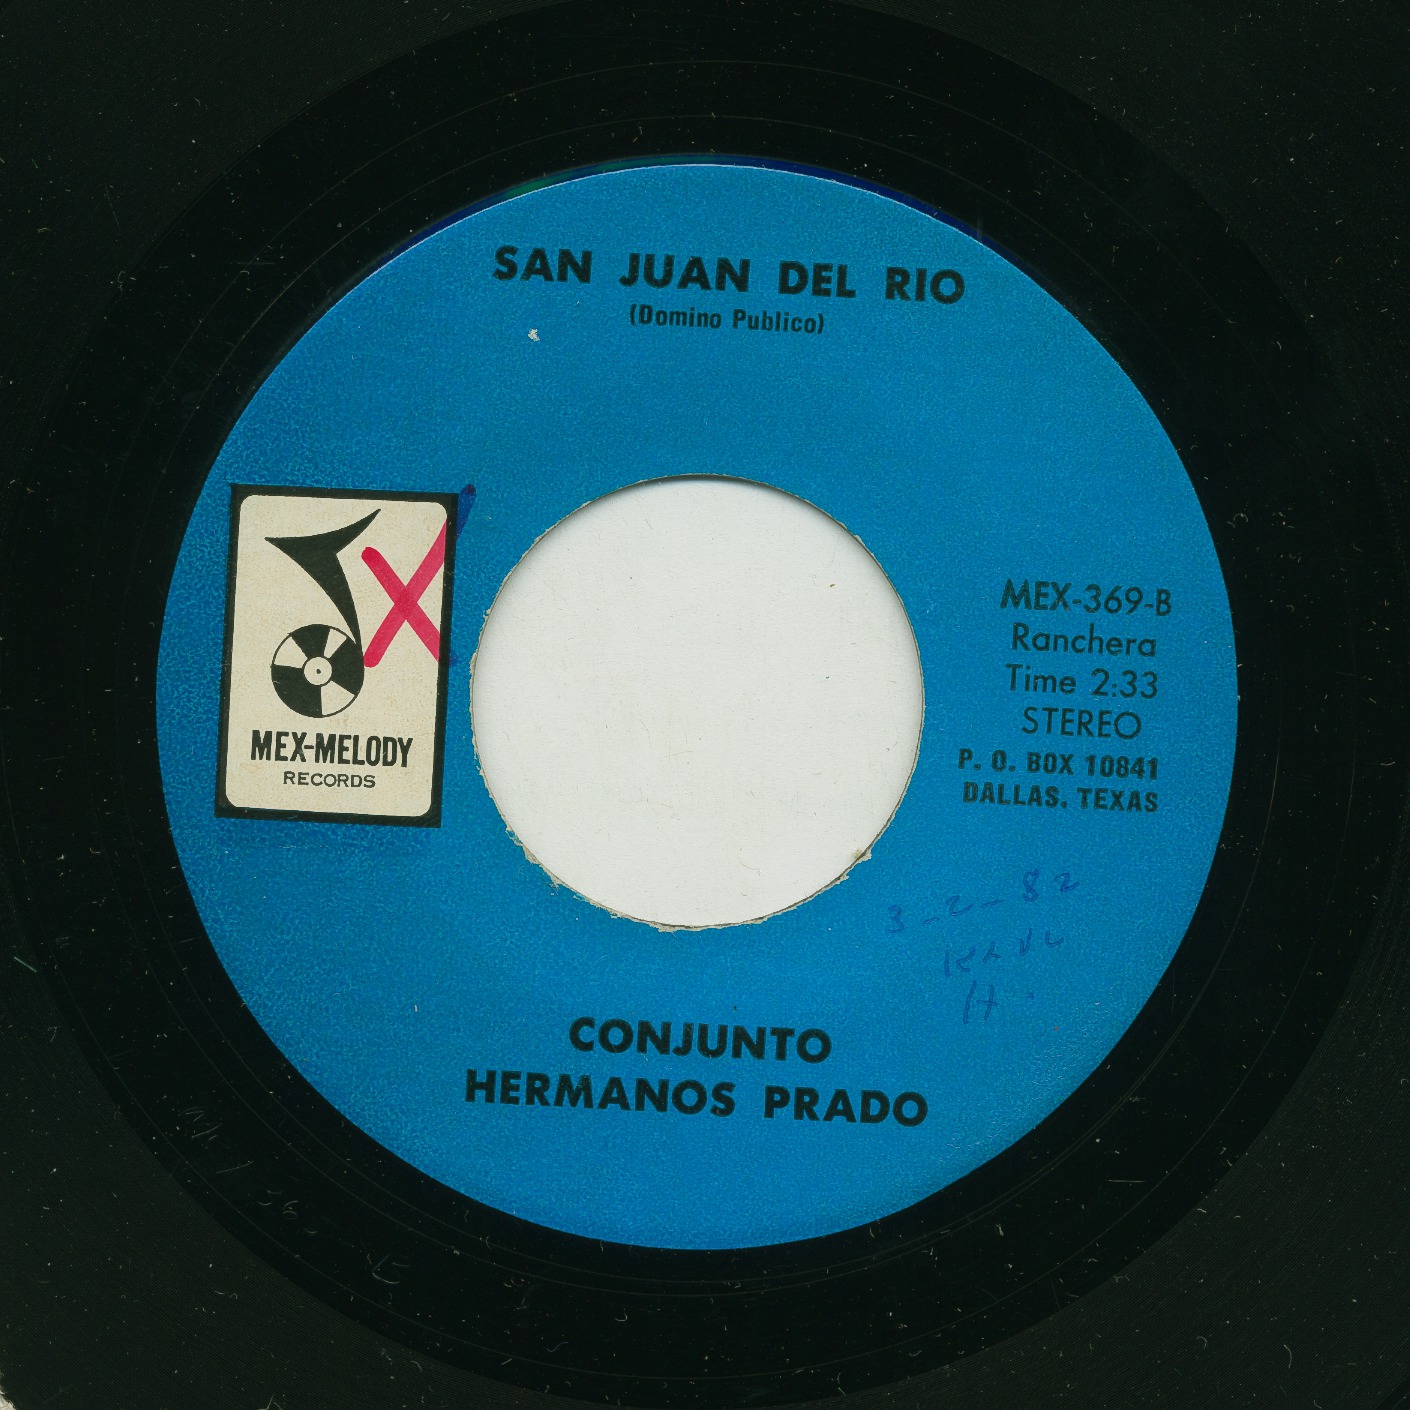 SAN JUAN DEL RIO
(Domino Publico)
X
MEX-MELODY
RECORDS
MEX-369-B
Ranchera
Time 2:33
STEREO
P. O. BOX 10841
DALLAS, TEXAS
3-2-82
H.
CONJUNTO
HERMANOS PRADO